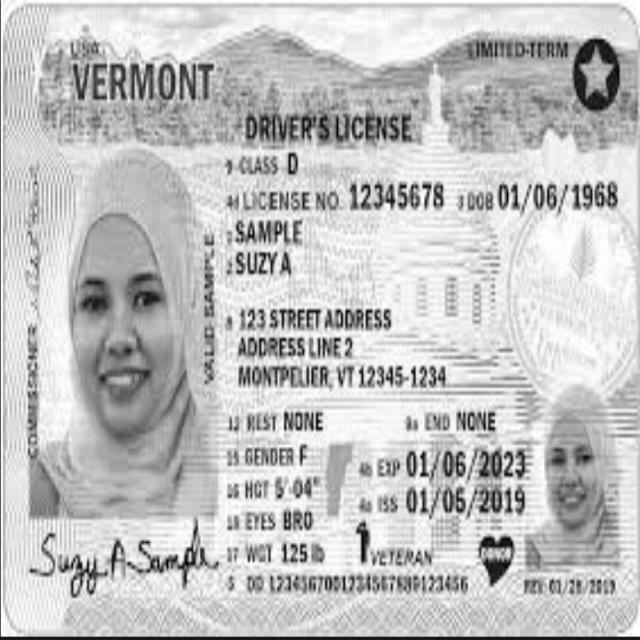 USA
VERMONT
LIMITED-TERM
DRIVER'S LICENSE
9 CLASS D
4d LICENSE NO. 12345678 3 DOB 01/06/1968
1 SAMPLE
2 SUZY A
8 123 STREET ADDRESS
ADDRESS LINE 2
MONTPELIER, VT 12345-1234
12 REST NONE 9a END NONE
15 GENDER F
4b EXP 01/06/2023
16 HGT 5'-04"
4a ISS 01/06/2019
18 EYES BRO
17 WGT 125 lb
VETERAN
DONOR
5 DD 1234567001234567889123456
REV. 01/28/2019
VALID SAMPLE
COMMISSIONER
Suzy A Sample